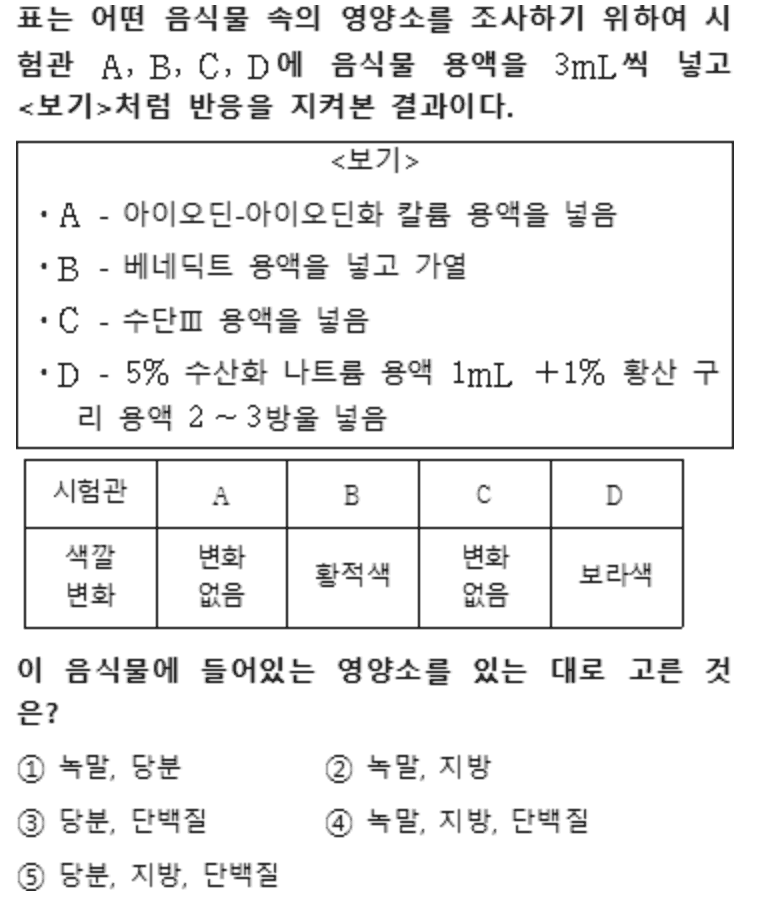 표는 어떤 음식물 속의 영양소를 조사하기 위하여 시
험관 A, B, C, D에 음식물 용액을 3mL씩 넣고
<보기>처럼 반응을 지켜본 결과이다.
<보기>
・A - 아이오딘-아이오딘화 칼륨 용액을 넣음
・B - 베네딕트 용액을 넣고 가열
・C - 수단Ⅲ 용액을 넣음
・D - 5% 수산화 나트륨 용액 1mL +1% 황산 구
리 용액 2 ~ 3방울 넣음
시험관 A B C D
색깔 변화 변화
변화 없음 황적색 없음 보라색
이 음식물에 들어있는 영양소를 있는 대로 고른 것
은?
① 녹말, 당분 ② 녹말, 지방
③ 당분, 단백질 ④ 녹말, 지방, 단백질
⑤ 당분, 지방, 단백질